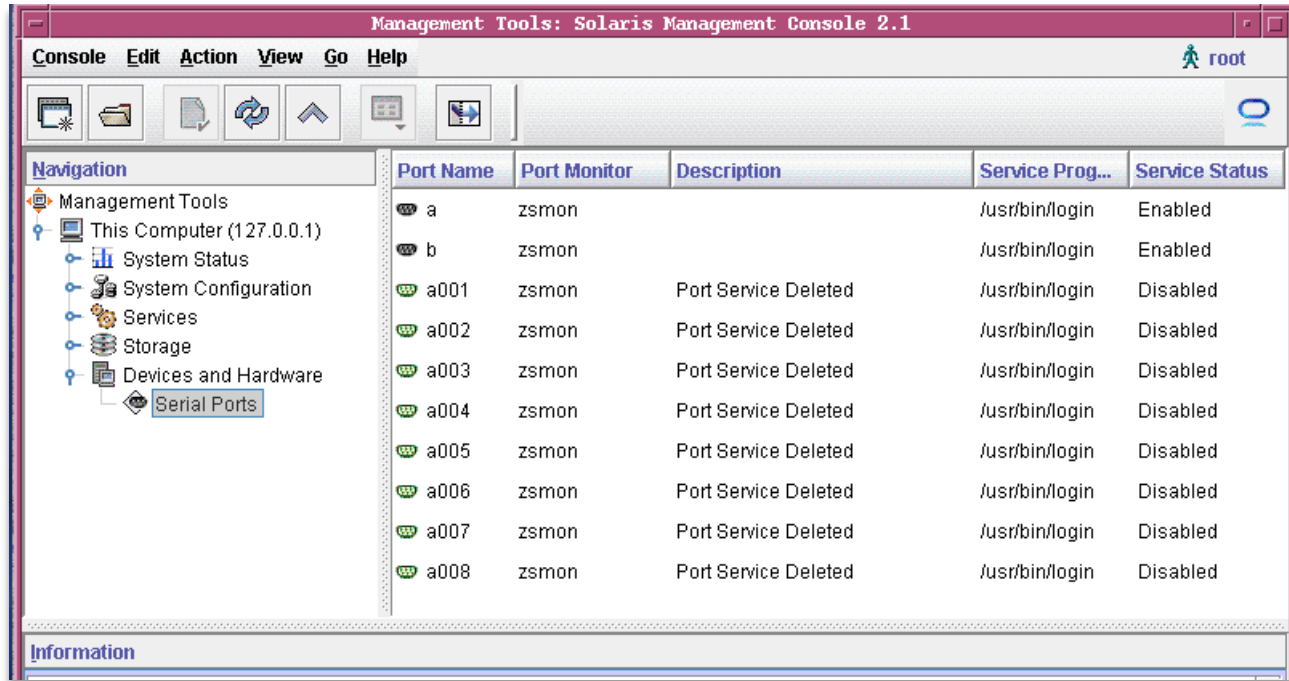 Management Tools: Solaris Management Console 2.1
Console Edit Action View Go Help root
Navigation
Management Tools
This Computer (127.0.0.1)
System Status
System Configuration
Services
Storage
Devices and Hardware
Serial Ports
Port Name Port Monitor Description Service Prog... Service Status
a zsmon /usr/bin/login Enabled
b zsmon /usr/bin/login Enabled
a001 zsmon Port Service Deleted /usr/bin/login Disabled
a002 zsmon Port Service Deleted /usr/bin/login Disabled
a003 zsmon Port Service Deleted /usr/bin/login Disabled
a004 zsmon Port Service Deleted /usr/bin/login Disabled
a005 zsmon Port Service Deleted /usr/bin/login Disabled
a006 zsmon Port Service Deleted /usr/bin/login Disabled
a007 zsmon Port Service Deleted /usr/bin/login Disabled
a008 zsmon Port Service Deleted /usr/bin/login Disabled
Information